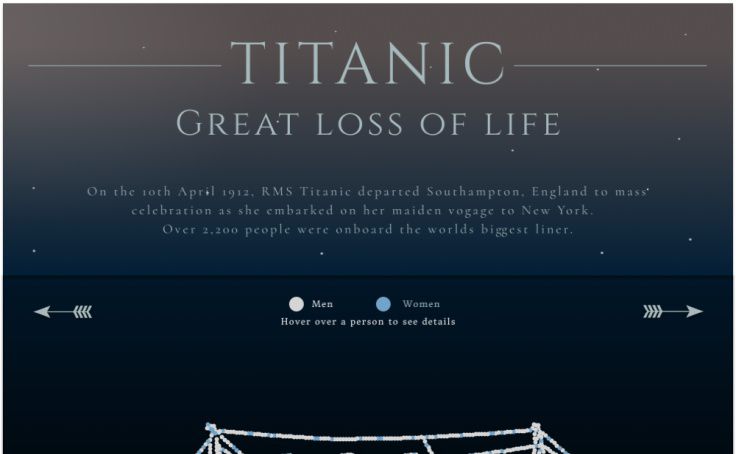 TITANIC
GREAT LOSS OF LIFE
On the 10th April 1912, RMS Titanic departed Southampton, England to mass
celebration as she embarked on her maiden vogage to New York.
Over 2,200 people were onboard the worlds biggest liner.
Men Women
Hover over a person to see details